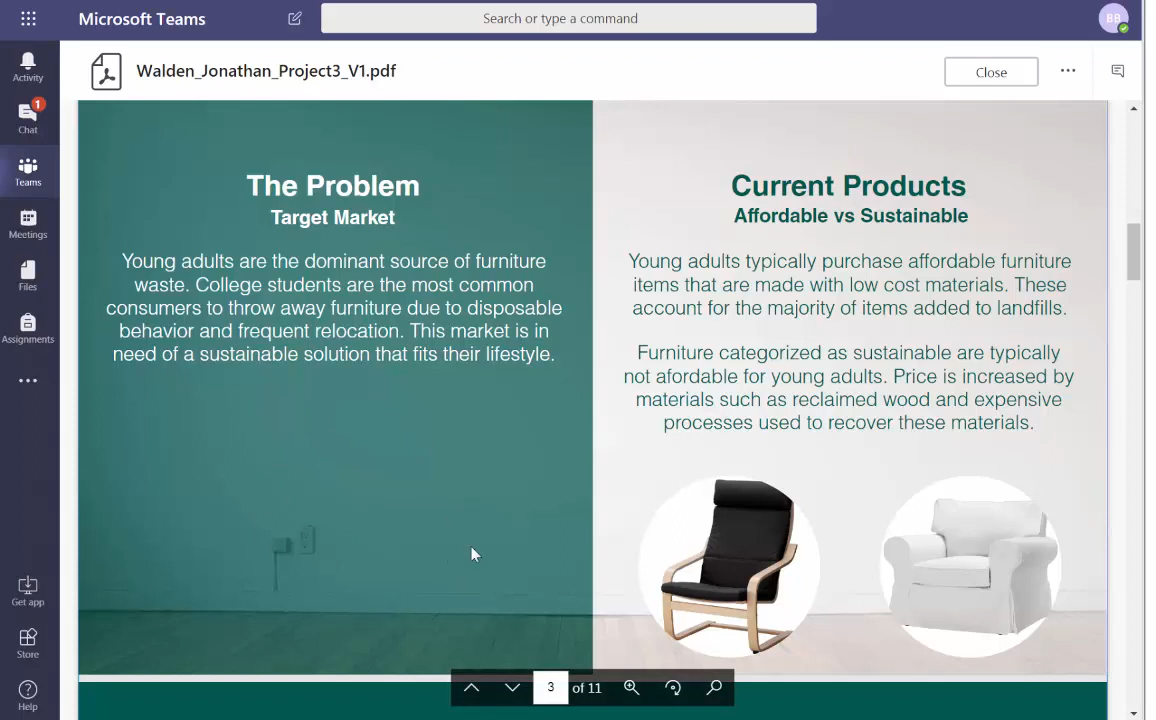 Microsoft Teams
Search or type a command
BB
Activity
1
Chat
Teams
Meetings
Files
Assignments
Get app
Store
Help
Walden_Jonathan_Project3_V1.pdf
Close
The Problem
Target Market
Young adults are the dominant source of furniture
waste. College students are the most common
consumers to throw away furniture due to disposable
behavior and frequent relocation. This market is in
need of a sustainable solution that fits their lifestyle.
Current Products
Affordable vs Sustainable
Young adults typically purchase affordable furniture
items that are made with low cost materials. These
account for the majority of items added to landfills.
Furniture categorized as sustainable are typically
not afordable for young adults. Price is increased by
materials such as reclaimed wood and expensive
processes used to recover these materials.
3 of 11